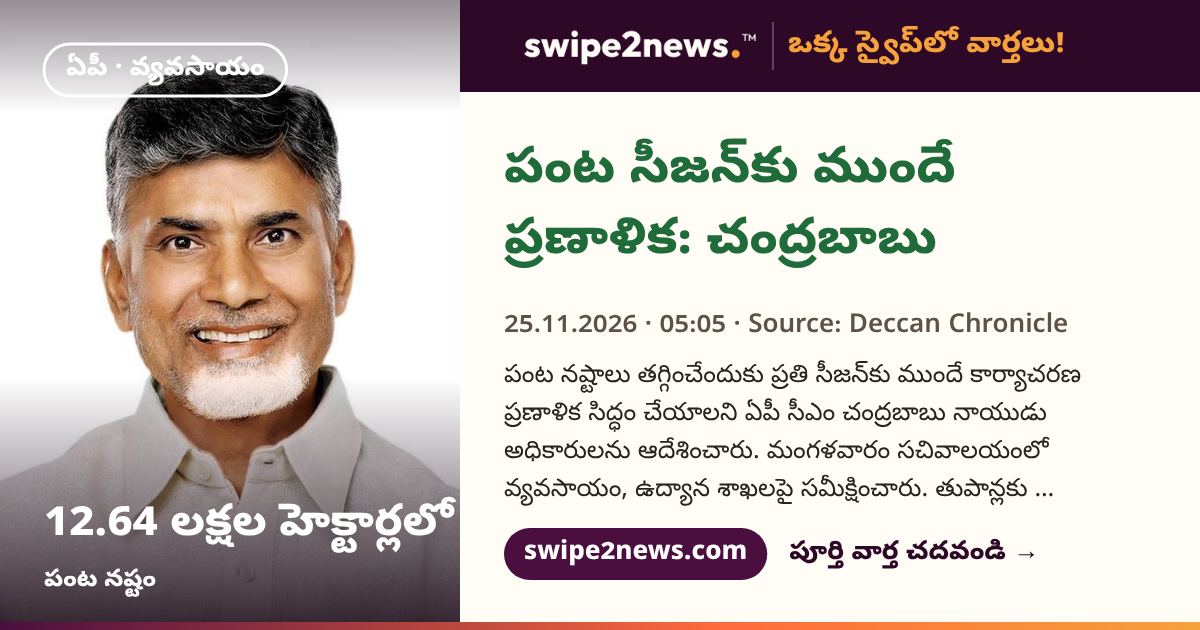 ఏపీ · వ్యవసాయం
12.64 లక్షల హెక్టార్లలో
పంట నష్టం
swipe2news.™
ఒక్క స్వైప్‌లో వార్తలు!
పంట సీజన్‌కు ముందే
ప్రణాళిక: చంద్రబాబు
25.11.2026 · 05:05 · Source: Deccan Chronicle
పంట నష్టాలు తగ్గించేందుకు ప్రతి సీజన్‌కు ముందే కార్యాచరణ
ప్రణాళిక సిద్ధం చేయాలని ఏపీ సీఎం చంద్రబాబు నాయుడు
అధికారులను ఆదేశించారు. మంగళవారం సచివాలయంలో
వ్యవసాయం, ఉద్యాన శాఖలపై సమీక్షించారు. తుపాన్లకు ...
swipe2news.com
పూర్తి వార్త చదవండి →